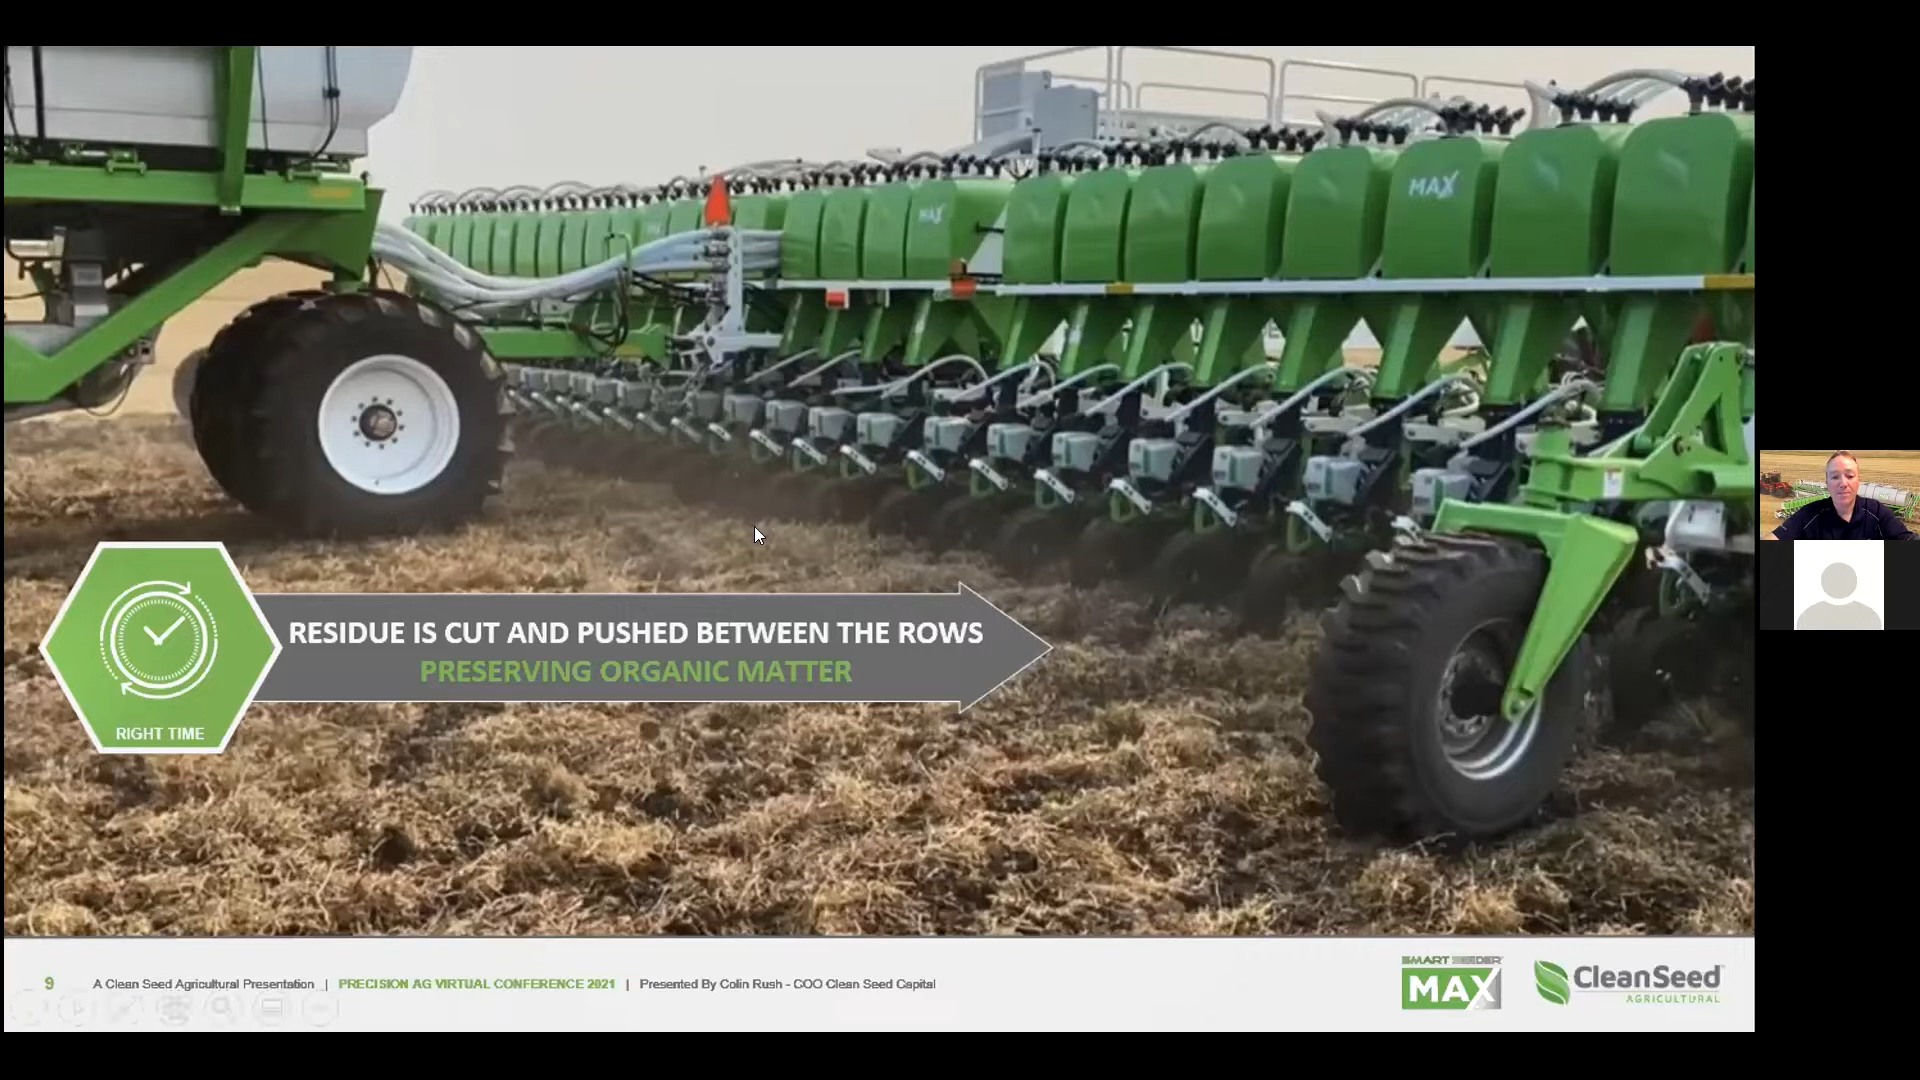 MAX
MAX
RESIDUE IS CUT AND PUSHED BETWEEN THE ROWS
PRESERVING ORGANIC MATTER
RIGHT TIME
9
A Clean Seed Agricultural Presentation | PRECISION AG VIRTUAL CONFERENCE 2021 | Presented By Colin Rush - COO Clean Seed Capital
SMART SEEDER
MAX
CleanSeed
AGRICULTURAL